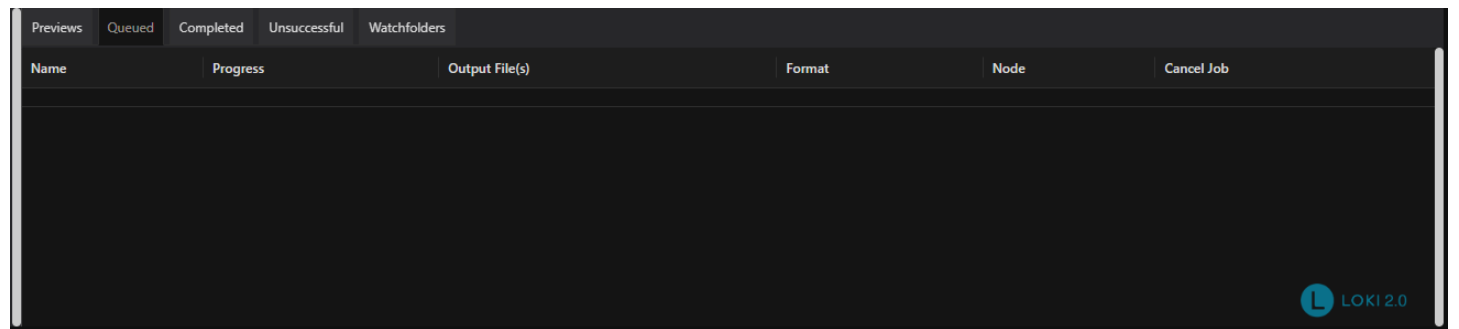 Previews Queued Completed Unsuccessful Watchfolders
Name Progress Output File(s) Format Node Cancel Job
L LOKI 2.0